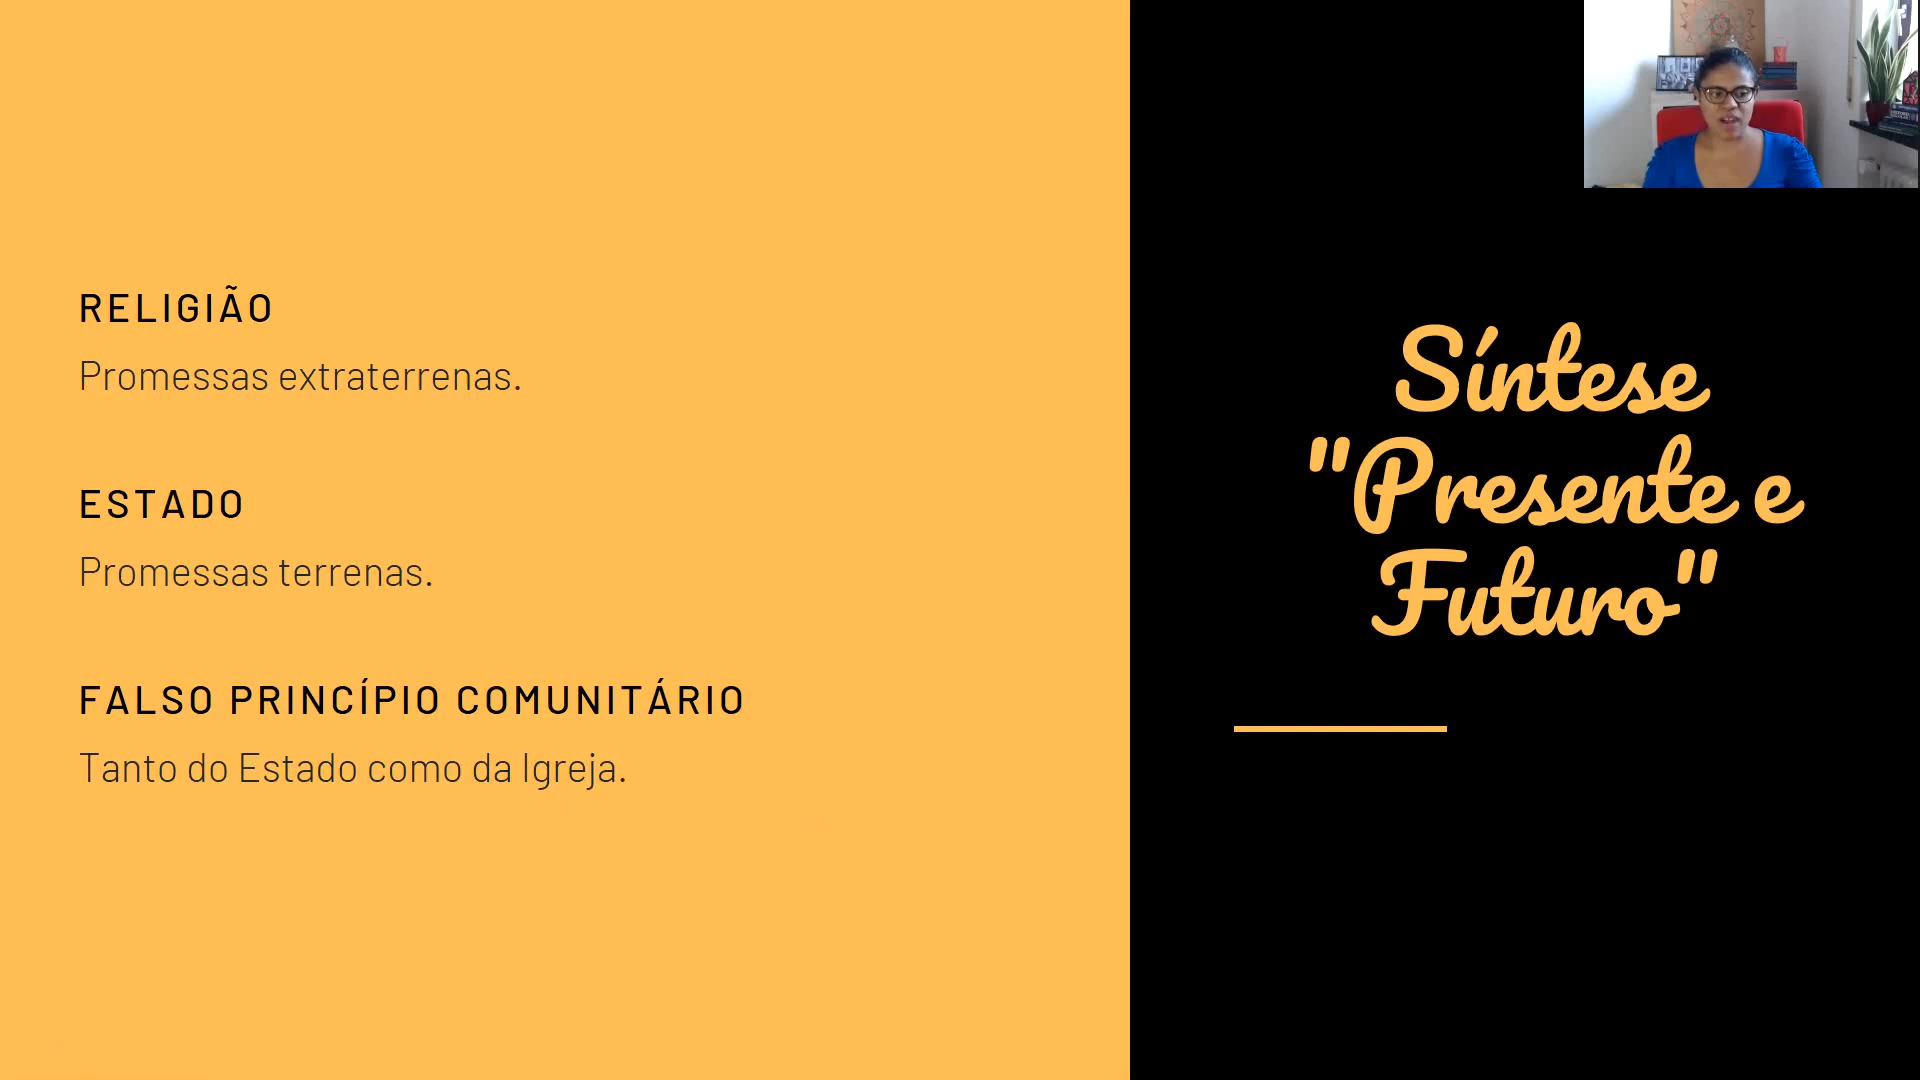 RELIGIÃO
Promessas extraterrenas.
ESTADO
Promessas terrenas.
FALSO PRINCÍPIO COMUNITÁRIO
Tanto do Estado como da Igreja.
Síntese
"Presente e
Futuro"